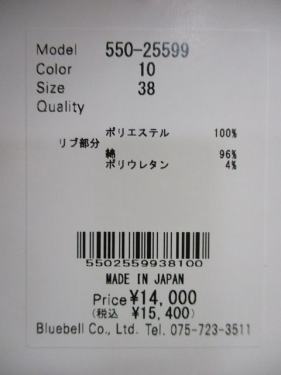 Model 550-25599
Color 10
Size 38
Quality
ポリエステル 100%
リブ部分
綿 96%
ポリウレタン 4%
5502559938100
MADE IN JAPAN
Price ¥14,000
(税込 ¥15,400)
Bluebell Co., Ltd. Tel. 075-723-3511